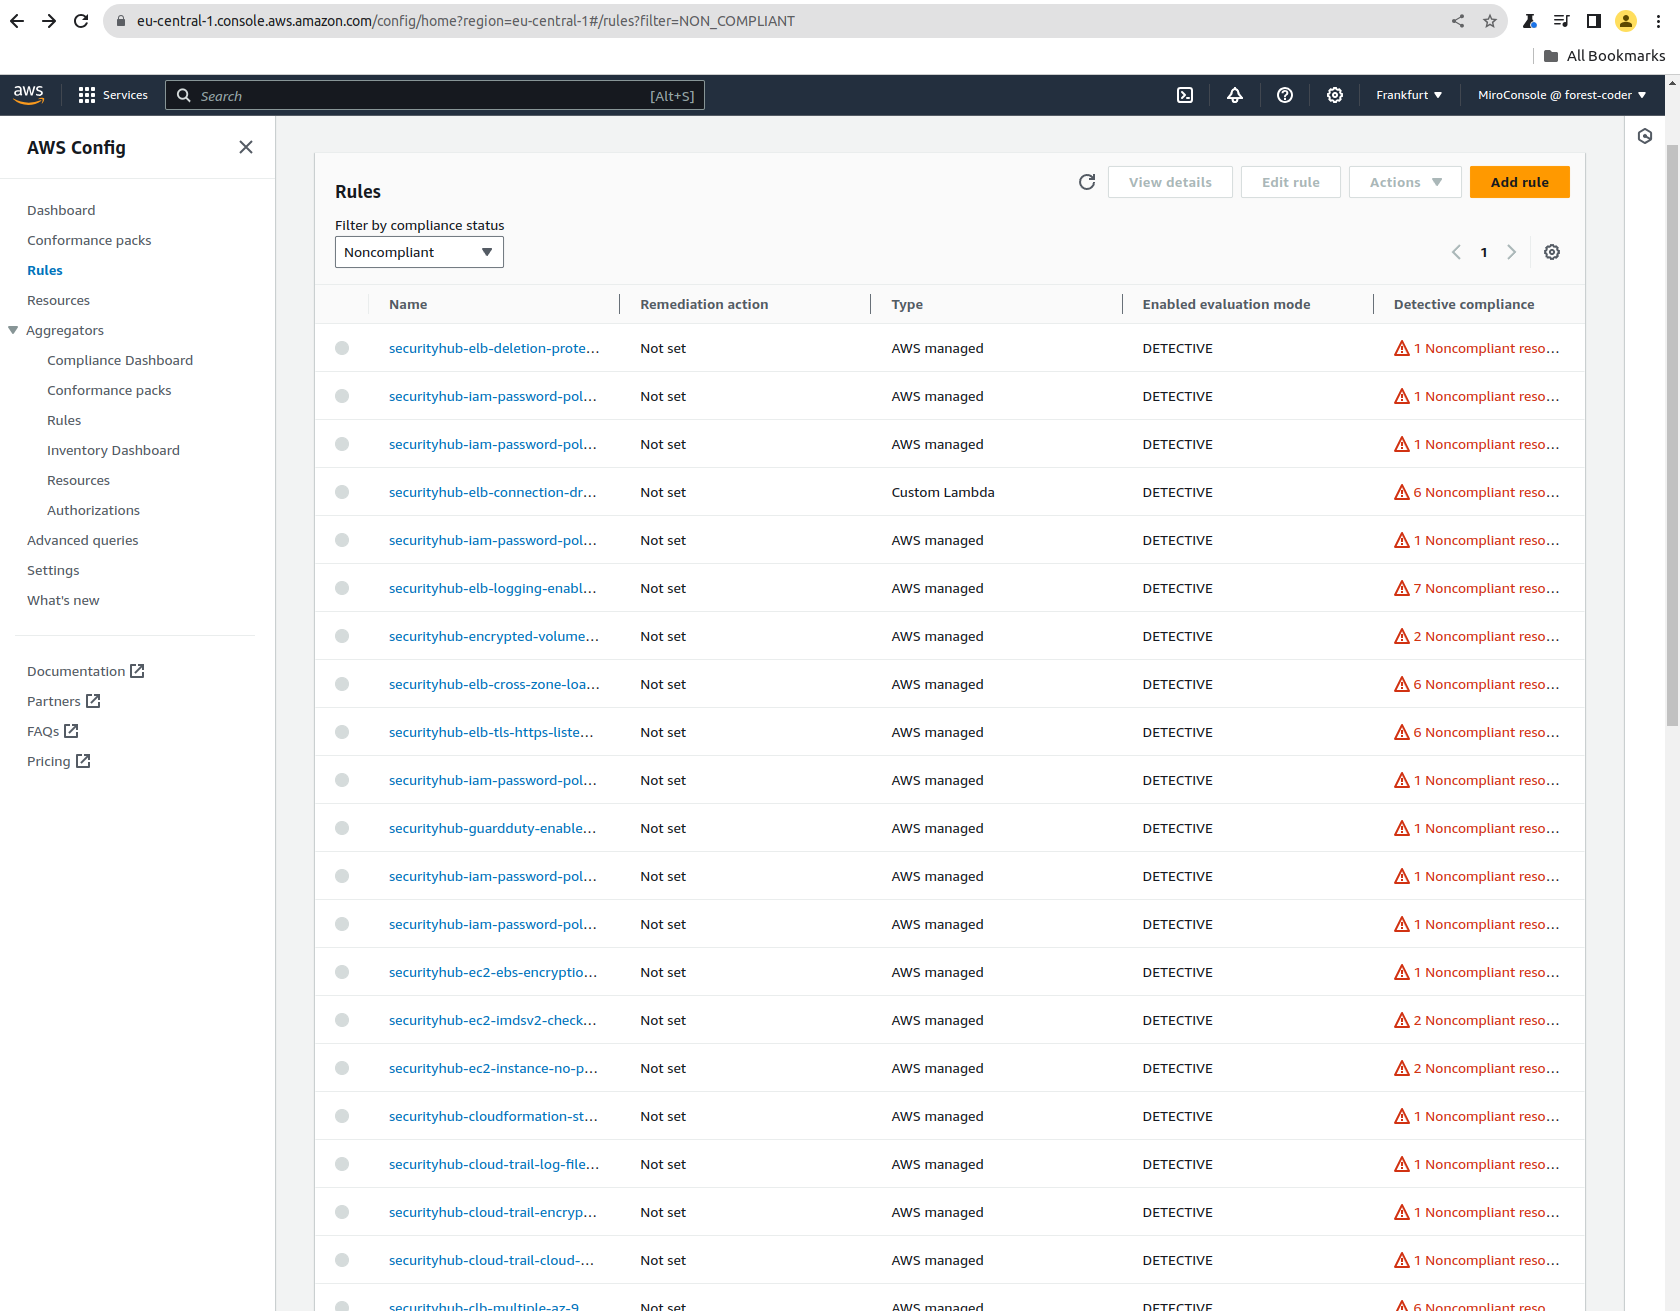 eu-central-1.console.aws.amazon.com/config/home?region=eu-central-1#/rules?filter=NON_COMPLIANT
All Bookmarks
aws
Services
Search
[Alt+S]
Frankfurt
MiroConsole @ forest-coder
AWS Config
Dashboard
Conformance packs
Rules
Resources
Aggregators
Compliance Dashboard
Conformance packs
Rules
Inventory Dashboard
Resources
Authorizations
Advanced queries
Settings
What's new
Documentation
Partners
FAQs
Pricing
Rules
View details
Edit rule
Actions
Add rule
Filter by compliance status
Noncompliant
1
Name Remediation action Type Enabled evaluation mode Detective compliance
securityhub-elb-deletion-prote... Not set AWS managed DETECTIVE 1 Noncompliant reso...
securityhub-iam-password-pol... Not set AWS managed DETECTIVE 1 Noncompliant reso...
securityhub-iam-password-pol... Not set AWS managed DETECTIVE 1 Noncompliant reso...
securityhub-elb-connection-dr... Not set Custom Lambda DETECTIVE 6 Noncompliant reso...
securityhub-iam-password-pol... Not set AWS managed DETECTIVE 1 Noncompliant reso...
securityhub-elb-logging-enabl... Not set AWS managed DETECTIVE 7 Noncompliant reso...
securityhub-encrypted-volume... Not set AWS managed DETECTIVE 2 Noncompliant reso...
securityhub-elb-cross-zone-loa... Not set AWS managed DETECTIVE 6 Noncompliant reso...
securityhub-elb-tls-https-liste... Not set AWS managed DETECTIVE 6 Noncompliant reso...
securityhub-iam-password-pol... Not set AWS managed DETECTIVE 1 Noncompliant reso...
securityhub-guardduty-enable... Not set AWS managed DETECTIVE 1 Noncompliant reso...
securityhub-iam-password-pol... Not set AWS managed DETECTIVE 1 Noncompliant reso...
securityhub-iam-password-pol... Not set AWS managed DETECTIVE 1 Noncompliant reso...
securityhub-ec2-ebs-encryptio... Not set AWS managed DETECTIVE 1 Noncompliant reso...
securityhub-ec2-imdsv2-check... Not set AWS managed DETECTIVE 2 Noncompliant reso...
securityhub-ec2-instance-no-p... Not set AWS managed DETECTIVE 2 Noncompliant reso...
securityhub-cloudformation-st... Not set AWS managed DETECTIVE 1 Noncompliant reso...
securityhub-cloud-trail-log-file... Not set AWS managed DETECTIVE 1 Noncompliant reso...
securityhub-cloud-trail-encryp... Not set AWS managed DETECTIVE 1 Noncompliant reso...
securityhub-cloud-trail-cloud-... Not set AWS managed DETECTIVE 1 Noncompliant reso...
securityhub-clb-multiple-az-9... Not set AWS managed DETECTIVE 6 Noncompliant reso...